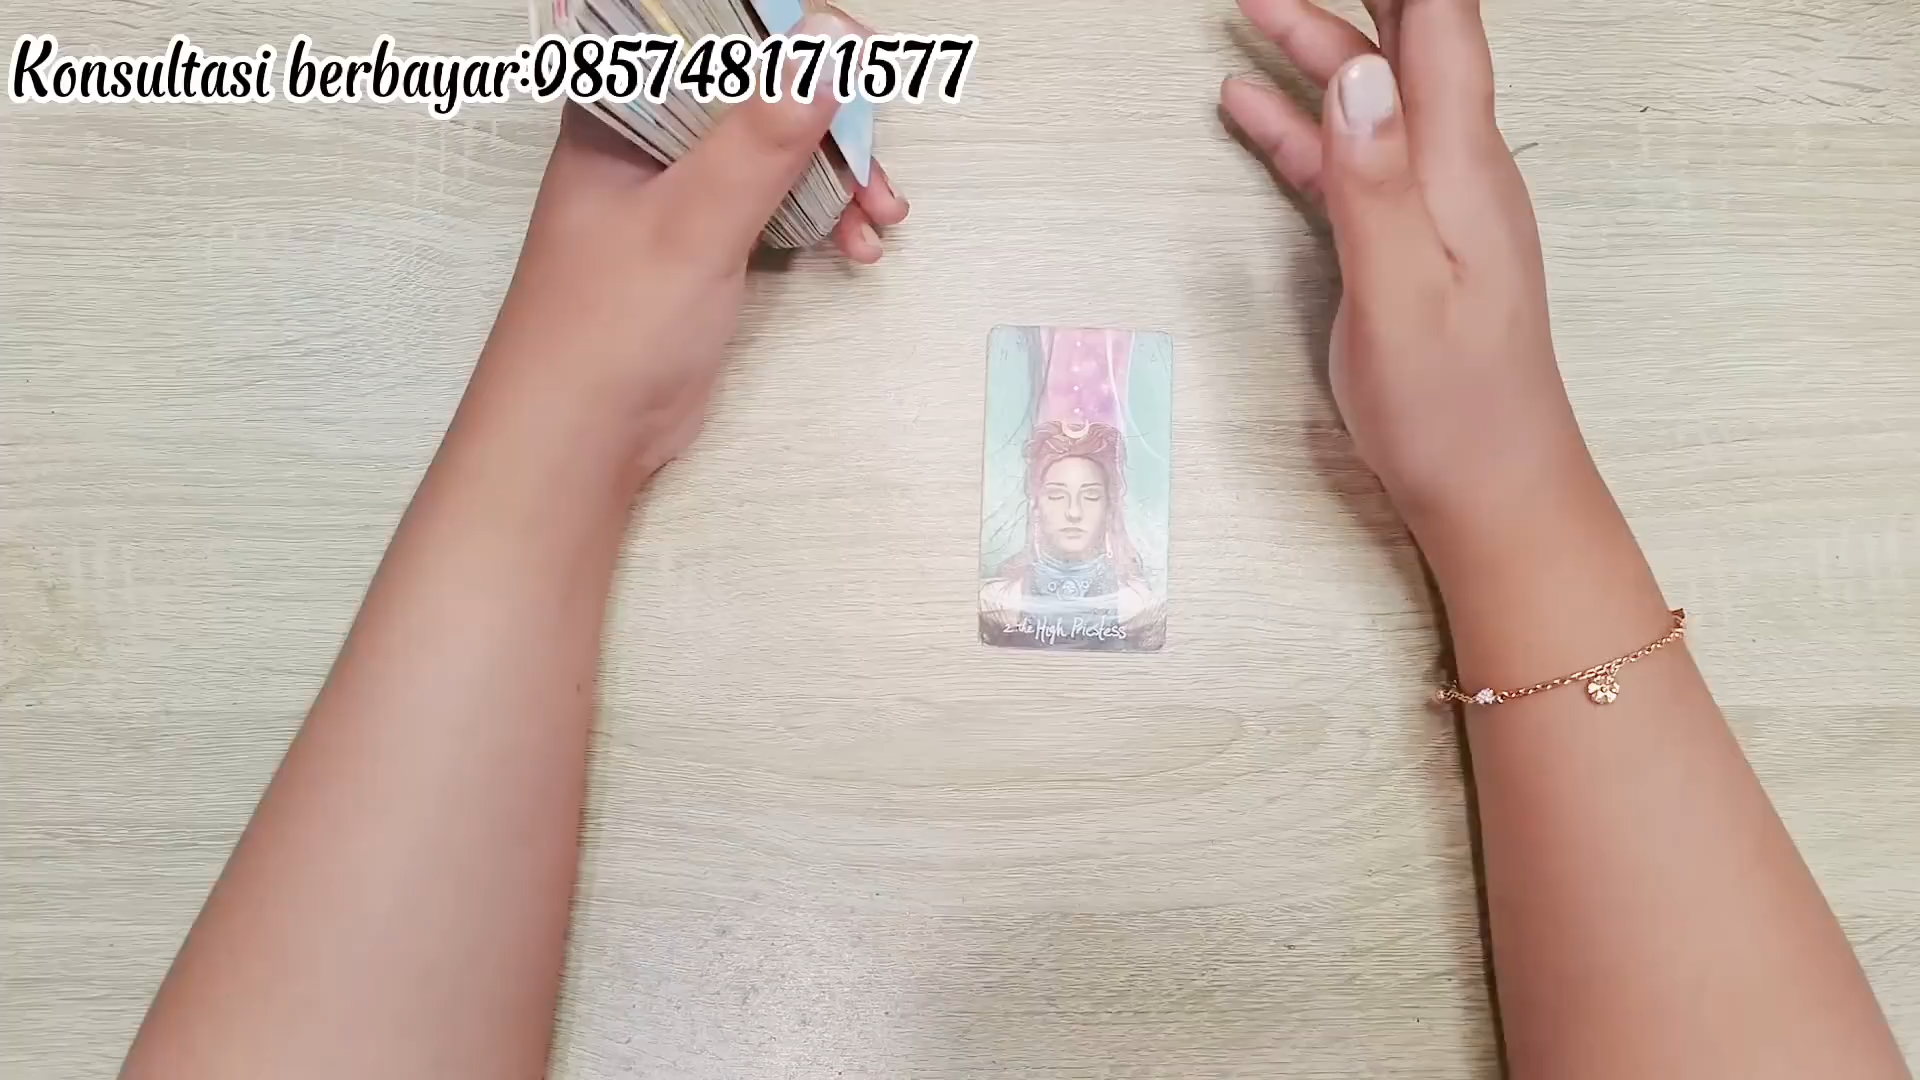 Konsultasi berbayar:085748171577
2. the High Priestess